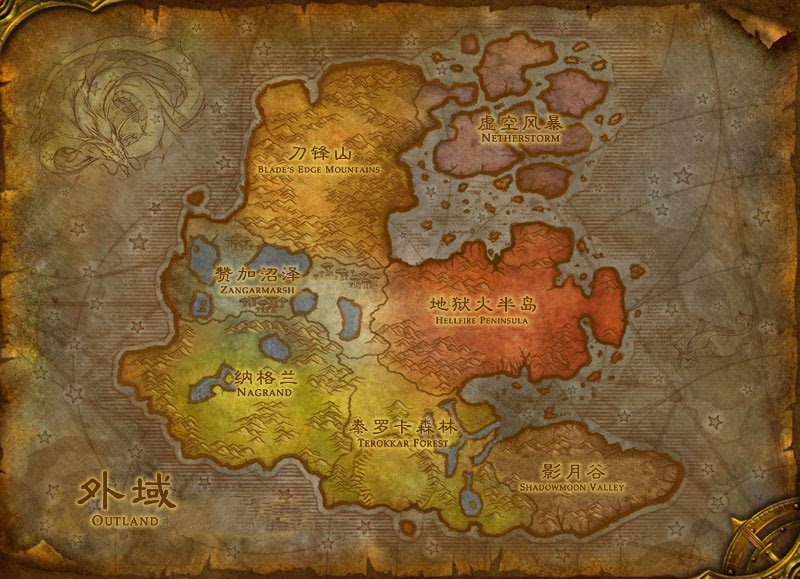 虚空风暴
NETHERSTORM
刀锋山
BLADE'S EDGE MOUNTAINS
赞加沼泽
ZANGARMARSH
地狱火半岛
HELLFIRE PENINSULA
纳格兰
NAGRAND
泰罗卡森林
TEROKKAR FOREST
影月谷
SHADOWMOON VALLEY
外域
OUTLAND